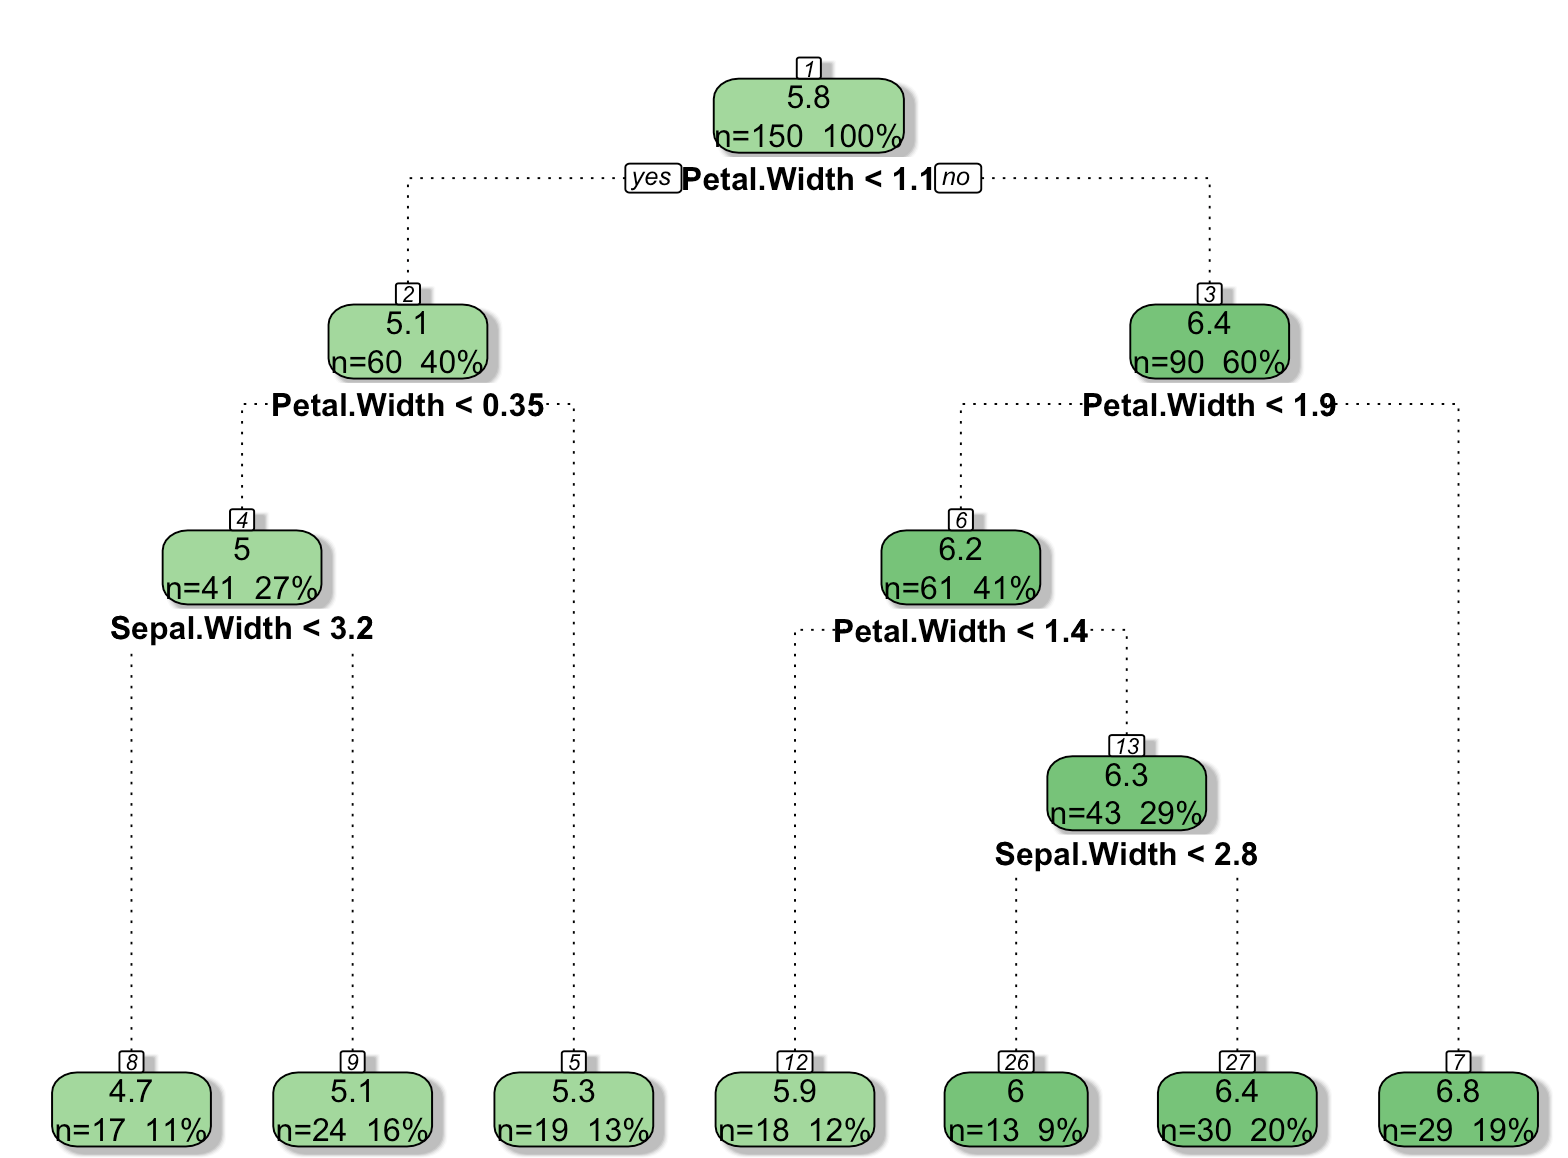 1
5.8
n=150 100%
yes Petal.Width < 1.1 no
2
5.1
n=60 40%
3
6.4
n=90 60%
Petal.Width < 0.35
Petal.Width < 1.9
4
5
n=41 27%
6
6.2
n=61 41%
Sepal.Width < 3.2
Petal.Width < 1.4
13
6.3
n=43 29%
Sepal.Width < 2.8
8
4.7
n=17 11%
9
5.1
n=24 16%
5
5.3
n=19 13%
12
5.9
n=18 12%
26
6
n=13 9%
27
6.4
n=30 20%
7
6.8
n=29 19%